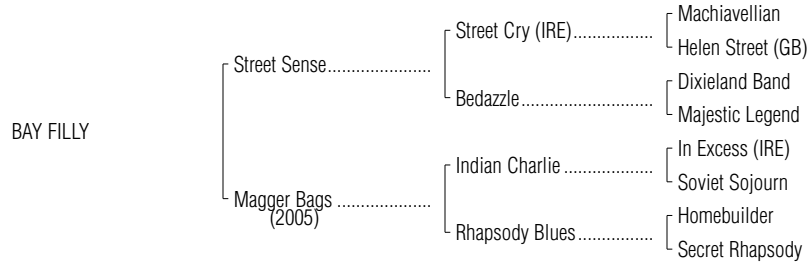 Machiavellian
Street Cry (IRE)..................
Helen Street (GB)
Street Sense.......................
Dixieland Band
Bedazzle.............................
Majestic Legend
BAY FILLY
In Excess (IRE)
Indian Charlie ....................
Soviet Sojourn
Magger Bags .....................
(2005)
Homebuilder
Rhapsody Blues.................
Secret Rhapsody